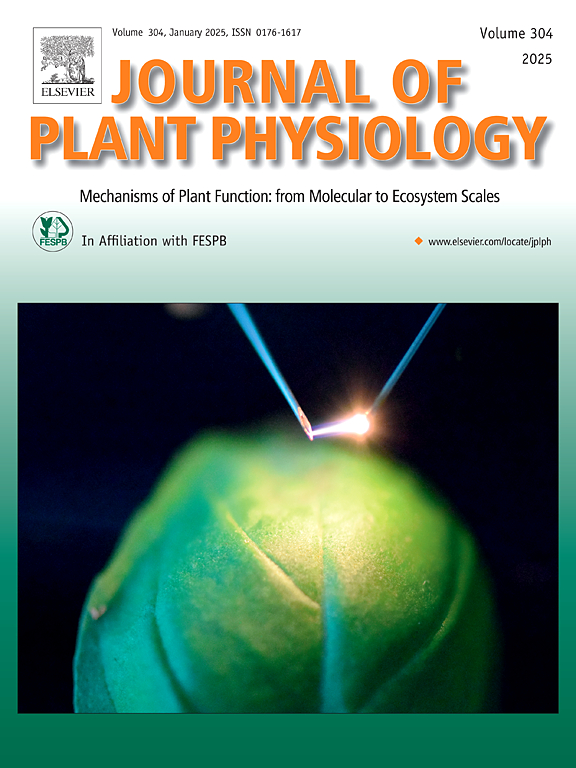 Volume 304, January 2025, ISSN 0176-1617
Volume 304
2025
ELSEVIER
JOURNAL OF
PLANT PHYSIOLOGY
Mechanisms of Plant Function: from Molecular to Ecosystem Scales
FESPB
In Affiliation with FESPB
www.elsevier.com/locate/jplph